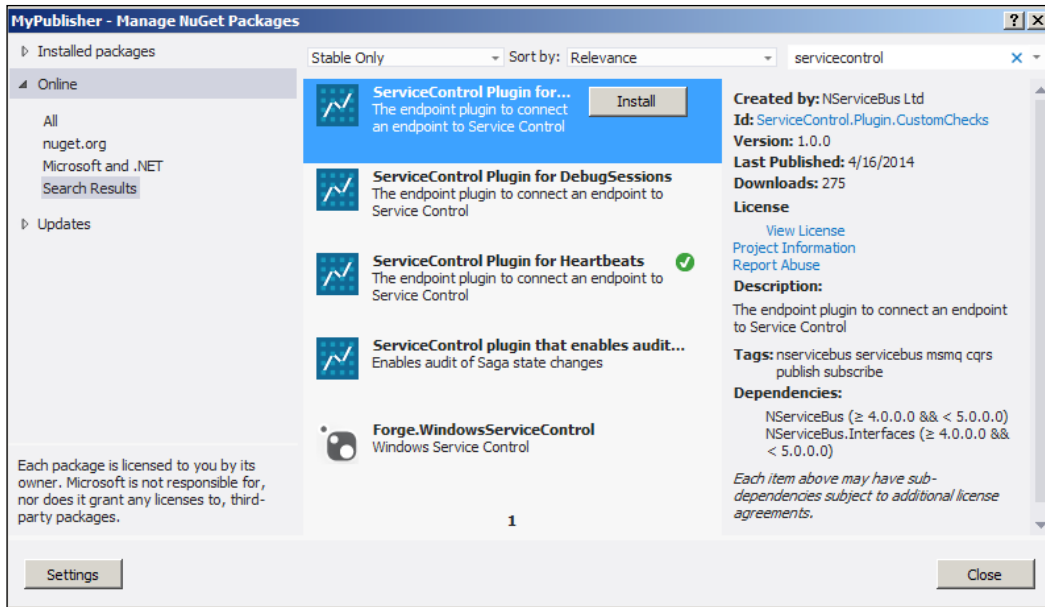 MyPublisher - Manage NuGet Packages
? X
Installed packages
Online
All
nuget.org
Microsoft and .NET
Search Results
Updates
Each package is licensed to you by its
owner. Microsoft is not responsible for,
nor does it grant any licenses to, third-
party packages.
Stable Only
Sort by: Relevance
servicecontrol
ServiceControl Plugin for...
The endpoint plugin to connect
an endpoint to Service Control
Install
ServiceControl Plugin for DebugSessions
The endpoint plugin to connect an endpoint to
Service Control
ServiceControl Plugin for Heartbeats
The endpoint plugin to connect an endpoint to
Service Control
ServiceControl plugin that enables audit...
Enables audit of Saga state changes
Forge.WindowsServiceControl
Windows Service Control
1
Created by: NServiceBus Ltd
Id: ServiceControl.Plugin.CustomChecks
Version: 1.0.0
Last Published: 4/16/2014
Downloads: 275
License
View License
Project Information
Report Abuse
Description:
The endpoint plugin to connect an endpoint
to Service Control
Tags: nservicebus servicebus msmq cqrs
publish subscribe
Dependencies:
NServiceBus (≥ 4.0.0.0 && < 5.0.0.0)
NServiceBus.Interfaces (≥ 4.0.0.0 &&
< 5.0.0.0)
Each item above may have sub-
dependencies subject to additional license
agreements.
Settings
Close